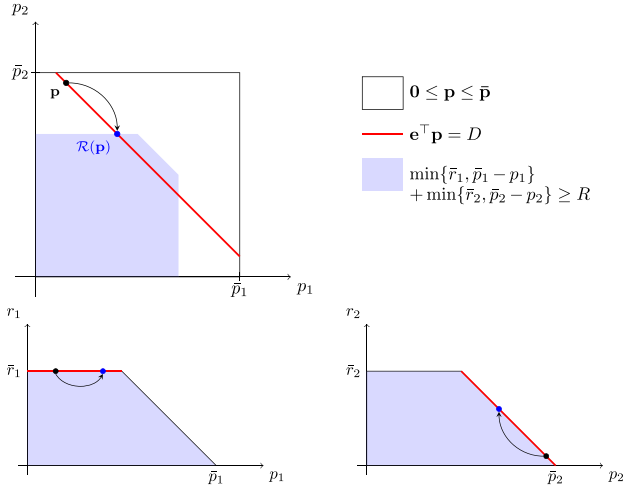 p₂
p̄₂
𝐩
ℛ(𝐩)
p̄₁
p₁
𝟎 ≤ 𝐩 ≤ 𝐩̄
𝐞⊤𝐩 = D
min{r̄₁, p̄₁ − p₁}
+ min{r̄₂, p̄₂ − p₂} ≥ R
r₁
r̄₁
p̄₁
p₁
r₂
r̄₂
p̄₂
p₂